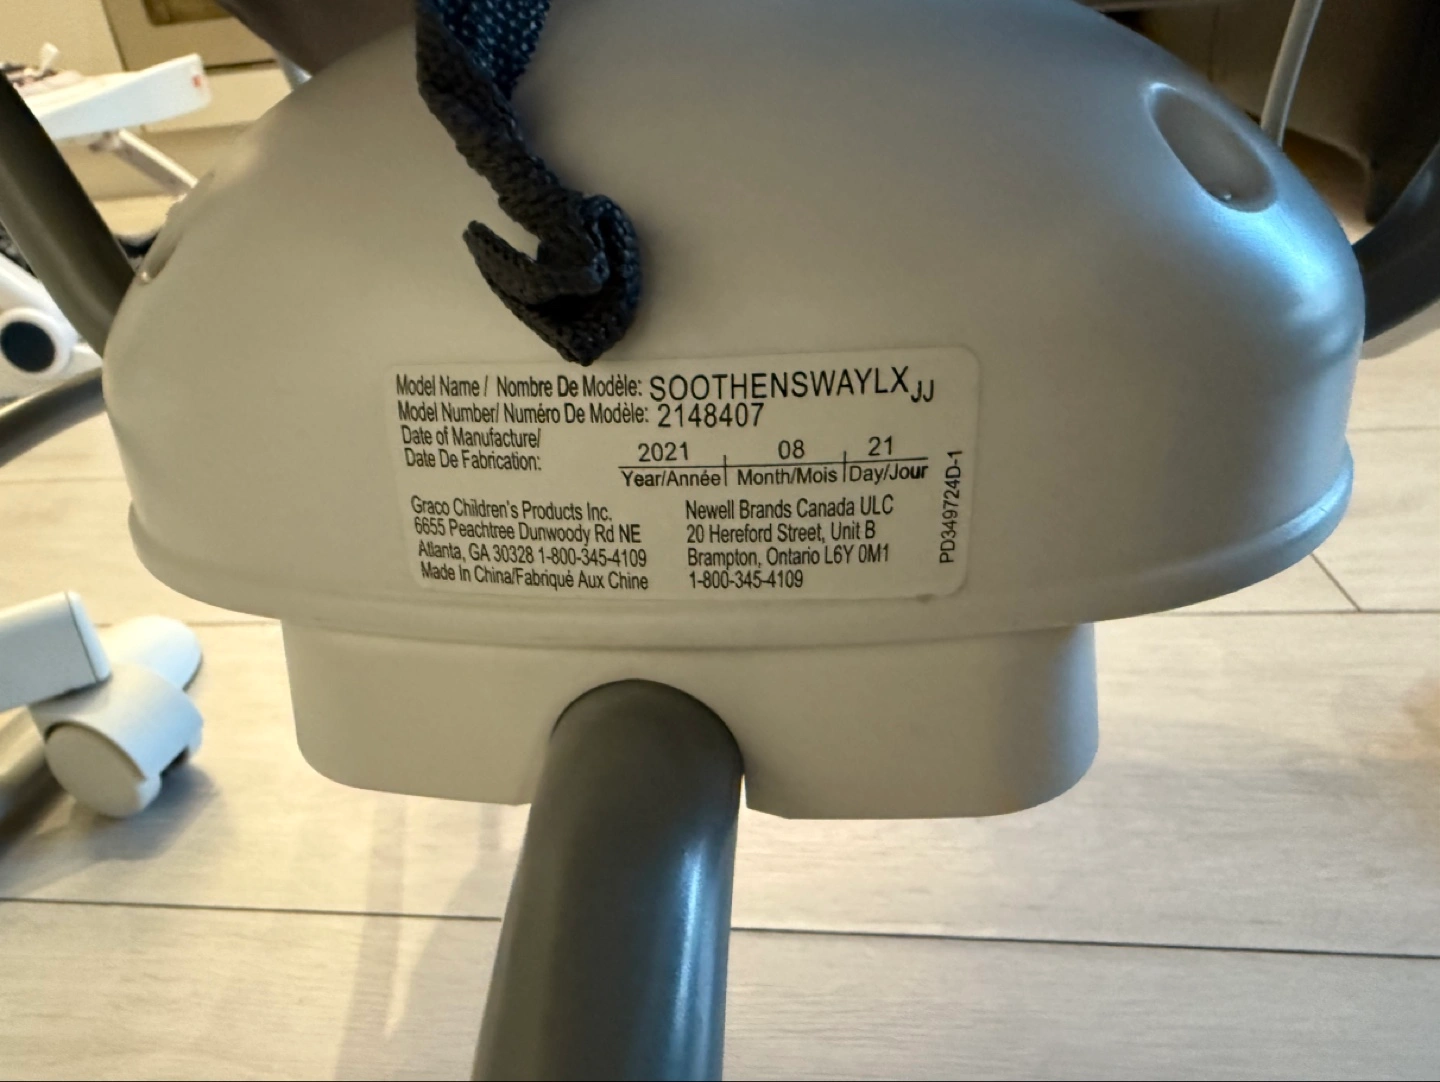 Model Name / Nombre De Modèle: SOOTHENSWAYLX JJ
Model Number/ Numéro De Modèle: 2148407
Date of Manufacture/
Date De Fabrication:
2021 08 21
Year/Année Month/Mois Day/Jour
Graco Children's Products Inc.
6655 Peachtree Dunwoody Rd NE
Atlanta, GA 30328 1-800-345-4109
Made In China/Fabriqué Aux Chine
Newell Brands Canada ULC
20 Hereford Street, Unit B
Brampton, Ontario L6Y 0M1
1-800-345-4109
PD349724D-1